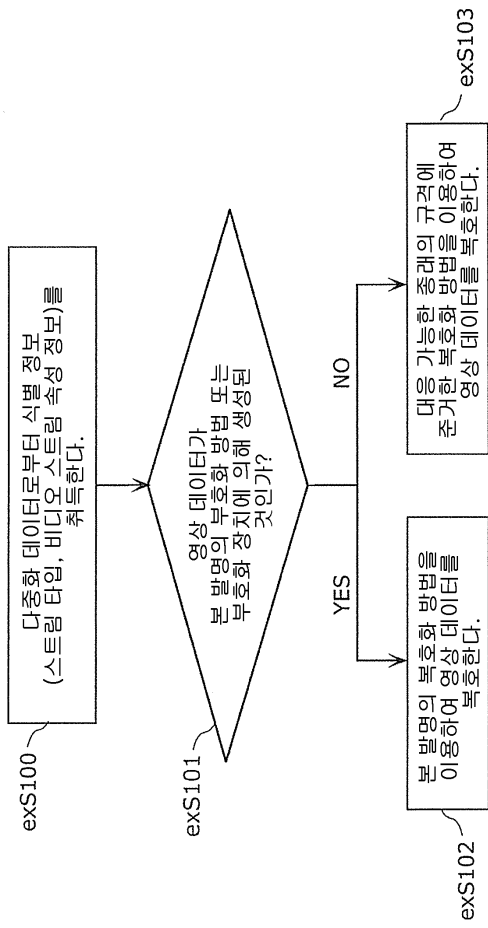 exS100
다중화 데이터로부터 식별 정보
(스트림 타입, 비디오 스트림 속성 정보)를
취득한다.
exS101
영상 데이터가
본 발명의 부호화 방법 또는
부호화 장치에 의해 생성된
것인가?
YES
NO
exS102
본 발명의 복호화 방법을
이용하여 영상 데이터를
복호한다.
exS103
대응 가능한 종래의 규격에
준거한 복호화 방법을 이용하여
영상 데이터를 복호한다.